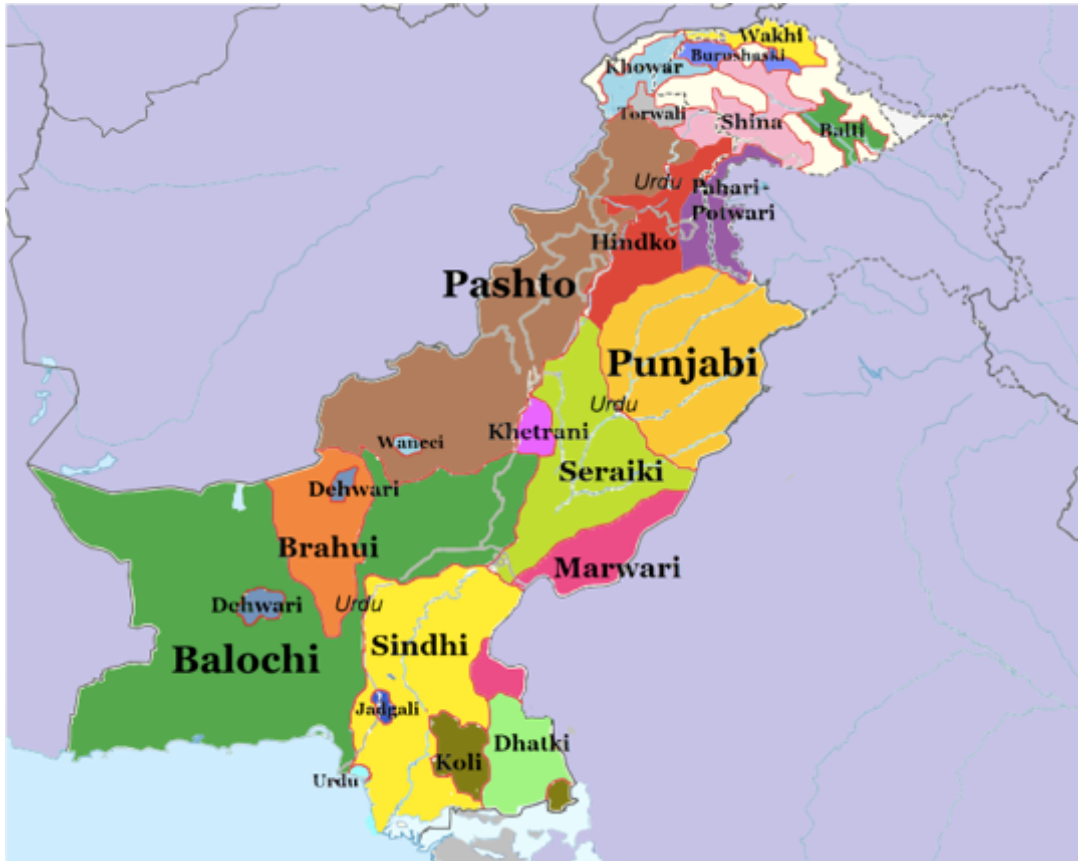 Wakhi
Burushaski
Khowar
Torwali
Shina
Balti
Urdu
Pahari-
Potwari
Hindko
Pashto
Punjabi
Urdu
Khetrani
Waneci
Seraiki
Dehwari
Brahui
Marwari
Dehwari
Urdu
Sindhi
Balochi
Jadgali
Dhatki
Koli
Urdu